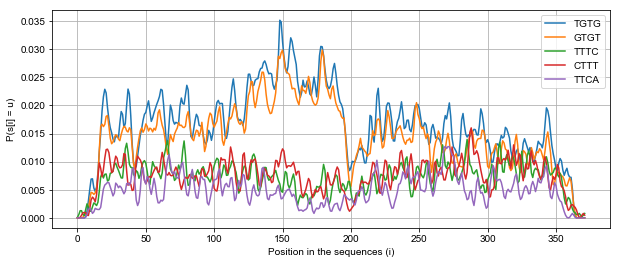 TGTG
GTGT
TTTC
CTTT
TTCA
P(s[i] = u)
0.035
0.030
0.025
0.020
0.015
0.010
0.005
0.000
0 50 100 150 200 250 300 350
Position in the sequences (i)